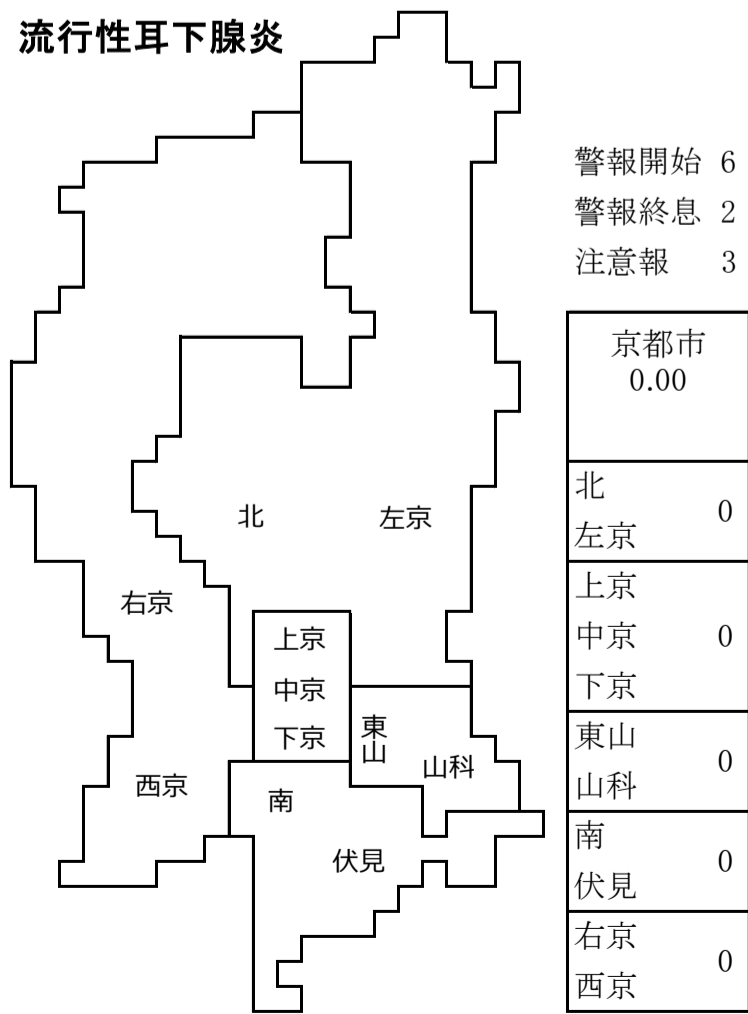 流行性耳下腺炎
警報開始 6
警報終息 2
注意報 3
京都市
0.00
北
左京
0
上京
中京
下京
0
東山
山科
0
南
伏見
0
右京
西京
0
北
左京
右京
上京
中京
下京
東山
山科
西京
南
伏見